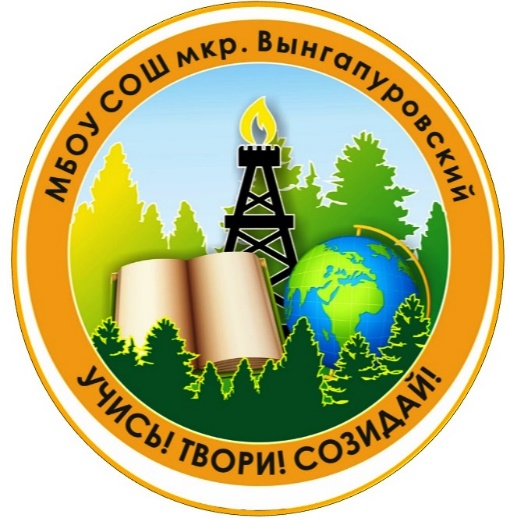 МБОУ СОШ мкр. Вынгапуровский
УЧИСЬ! ТВОРИ! СОЗИДАЙ!